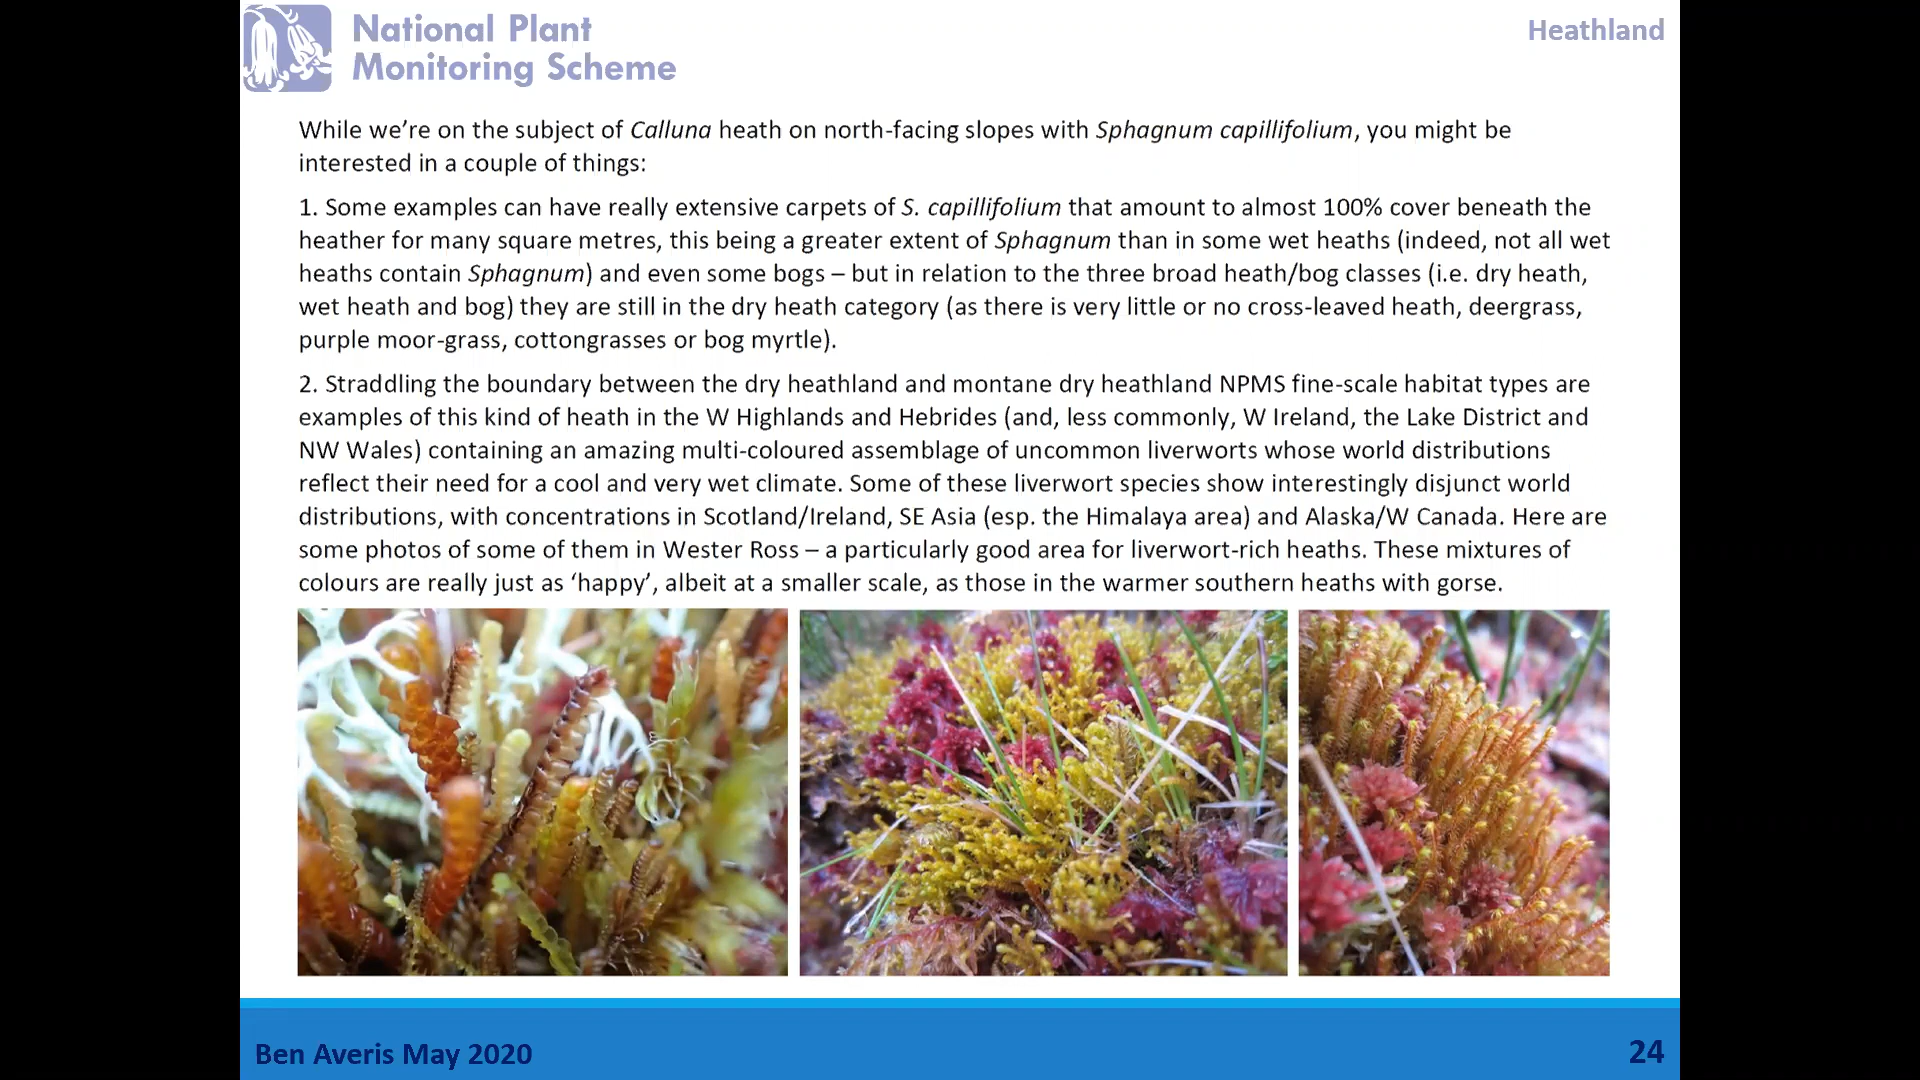 National Plant
Monitoring Scheme
Heathland
While we’re on the subject of Calluna heath on north-facing slopes with Sphagnum capillifolium, you might be
interested in a couple of things:
1. Some examples can have really extensive carpets of S. capillifolium that amount to almost 100% cover beneath the
heather for many square metres, this being a greater extent of Sphagnum than in some wet heaths (indeed, not all wet
heaths contain Sphagnum) and even some bogs – but in relation to the three broad heath/bog classes (i.e. dry heath,
wet heath and bog) they are still in the dry heath category (as there is very little or no cross-leaved heath, deergrass,
purple moor-grass, cottongrasses or bog myrtle).
2. Straddling the boundary between the dry heathland and montane dry heathland NPMS fine-scale habitat types are
examples of this kind of heath in the W Highlands and Hebrides (and, less commonly, W Ireland, the Lake District and
NW Wales) containing an amazing multi-coloured assemblage of uncommon liverworts whose world distributions
reflect their need for a cool and very wet climate. Some of these liverwort species show interestingly disjunct world
distributions, with concentrations in Scotland/Ireland, SE Asia (esp. the Himalaya area) and Alaska/W Canada. Here are
some photos of some of them in Wester Ross – a particularly good area for liverwort-rich heaths. These mixtures of
colours are really just as ‘happy’, albeit at a smaller scale, as those in the warmer southern heaths with gorse.
Ben Averis May 2020
24